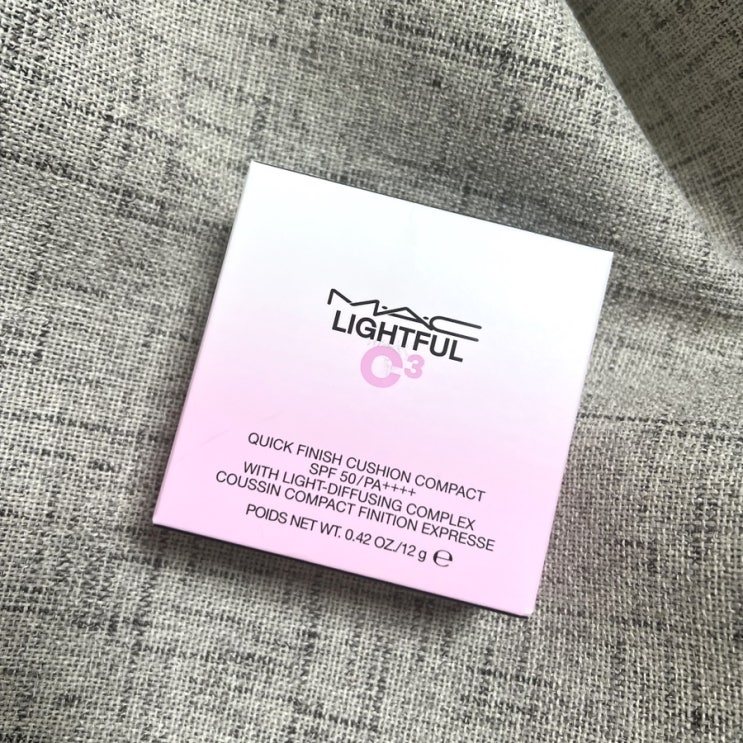 M·A·C
LIGHTFUL
C³
QUICK FINISH CUSHION COMPACT
SPF 50/PA++++
WITH LIGHT-DIFFUSING COMPLEX
COUSSIN COMPACT FINITION EXPRESSE
POIDS NET WT. 0.42 OZ./12 g ℮